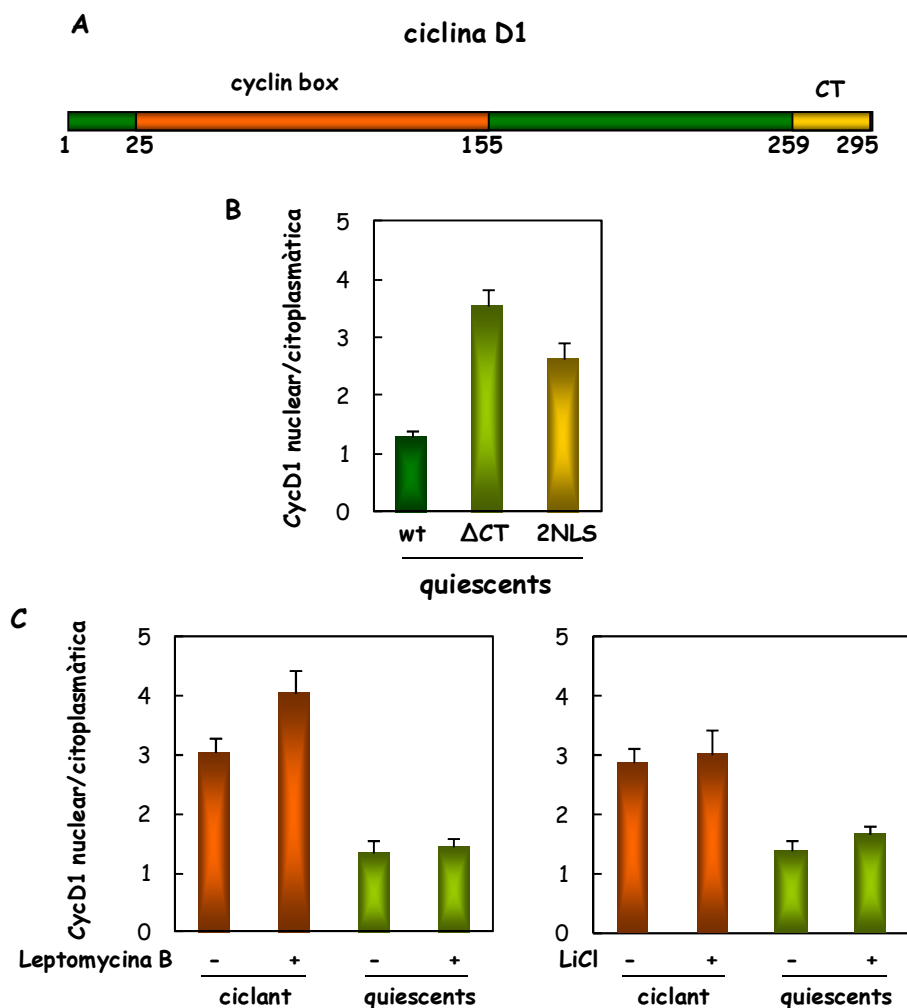 A
ciclina D1
cyclin box
CT
1 25 155 259 295
B
CycD1 nuclear/citoplasmàtica
5
4
3
2
1
0
wt ΔCT 2NLS
quiescents
C
CycD1 nuclear/citoplasmàtica
5
4
3
2
1
0
Leptomycina B - + - +
ciclant quiescents
5
4
3
2
1
0
LiCl - + - +
ciclant quiescents